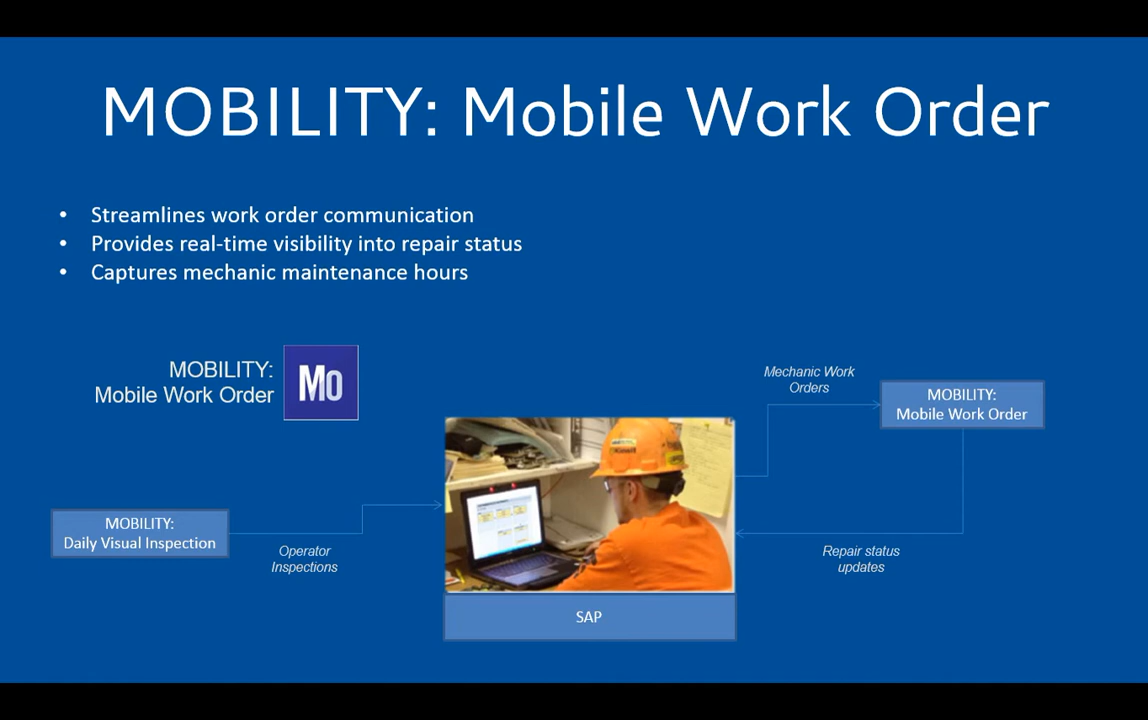 MOBILITY: Mobile Work Order
• Streamlines work order communication
• Provides real-time visibility into repair status
• Captures mechanic maintenance hours
MOBILITY:
Mobile Work Order
Mo
Mechanic Work
Orders
MOBILITY:
Mobile Work Order
MOBILITY:
Daily Visual Inspection
Operator
Inspections
Repair status
updates
SAP